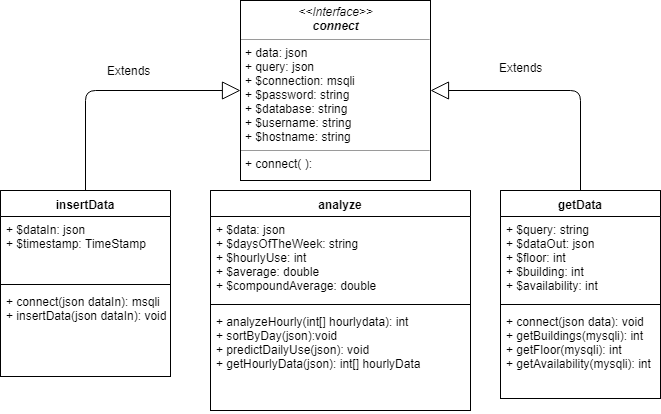 <<Interface>>
connect
+ data: json
+ query: json
+ $connection: msqli
+ $password: string
+ $database: string
+ $username: string
+ $hostname: string
+ connect( ):
Extends
Extends
insertData
+ $dataIn: json
+ $timestamp: TimeStamp
+ connect(json dataIn): msqli
+ insertData(json dataIn): void
analyze
+ $data: json
+ $daysOfTheWeek: string
+ $hourlyUse: int
+ $average: double
+ $compoundAverage: double
+ analyzeHourly(int[] hourlydata): int
+ sortByDay(json):void
+ predictDailyUse(json): void
+ getHourlyData(json): int[] hourlyData
getData
+ $query: string
+ $dataOut: json
+ $floor: int
+ $building: int
+ $availability: int
+ connect(json data): void
+ getBuildings(mysqli): int
+ getFloor(mysqli): int
+ getAvailability(mysqli): int